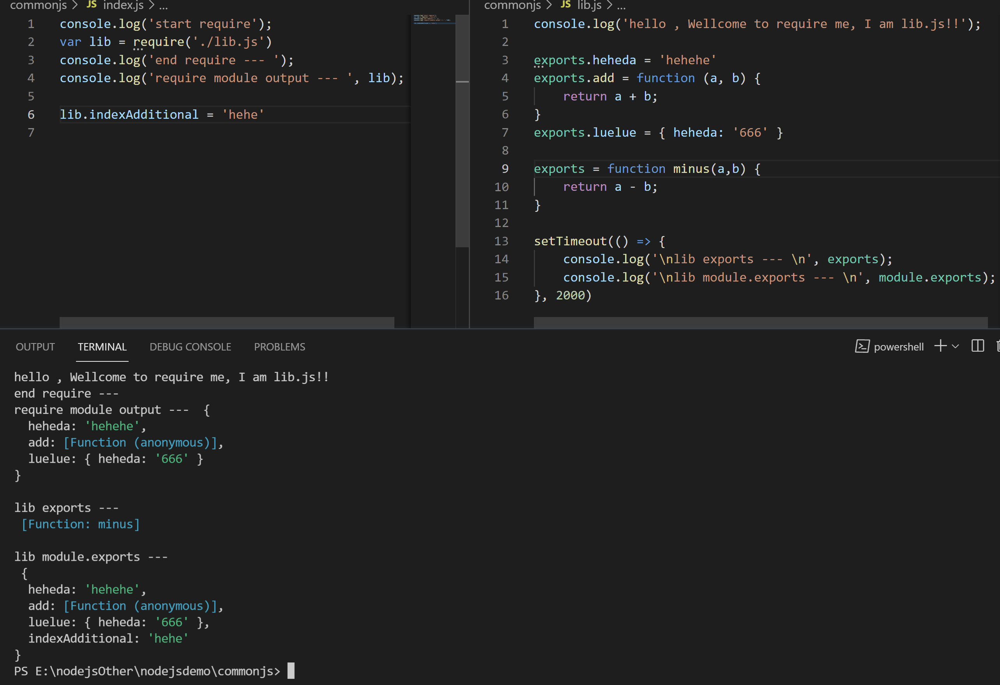 commonjs > JS index.js > ...
1 console.log('start require');
2 var lib = require('./lib.js')
3 console.log('end require --- ');
4 console.log('require module output --- ', lib);
5
6 lib.indexAdditional = 'hehe'
7
commonjs > JS lib.js > ...
1 console.log('hello , Wellcome to require me, I am lib.js!!');
2
3 exports.heheda = 'hehehe'
4 exports.add = function (a, b) {
5     return a + b;
6 }
7 exports.luelue = { heheda: '666' }
8
9 exports = function minus(a,b) {
10     return a - b;
11 }
12
13 setTimeout(() => {
14     console.log('\nlib exports --- \n', exports);
15     console.log('\nlib module.exports --- \n', module.exports);
16 }, 2000)
OUTPUT TERMINAL DEBUG CONSOLE PROBLEMS powershell
hello , Wellcome to require me, I am lib.js!!
end require ---
require module output ---  {
  heheda: 'hehehe',
  add: [Function (anonymous)],
  luelue: { heheda: '666' }
}
lib exports ---
 [Function: minus]
lib module.exports ---
 {
  heheda: 'hehehe',
  add: [Function (anonymous)],
  luelue: { heheda: '666' },
  indexAdditional: 'hehe'
}
PS E:\nodejsOther\nodejsdemo\commonjs>